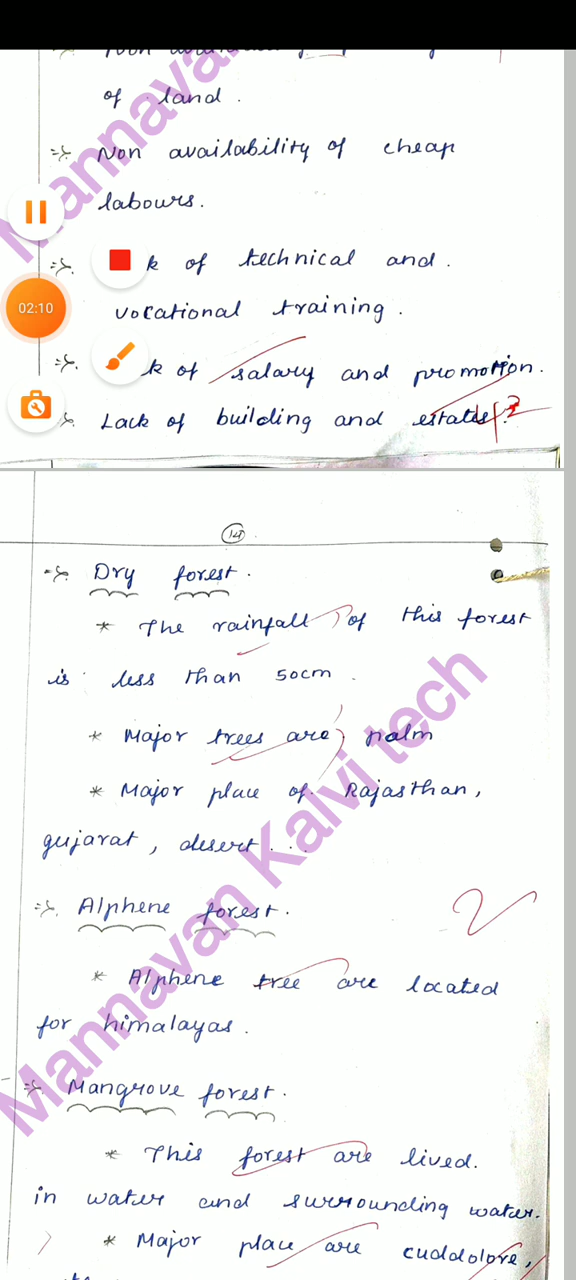 of land.
Non availability of cheap
labours.
k of technical and.
vocational training.
k of salary and promotion.
Lack of building and estates.
2
02:10
14
Dry forest.
* The rainfall of this forest
is less than 50cm.
* Major trees are palm
* Major place of Rajasthan,
gujarat, desert...
Alphene forest.
* Alphene tree are located
for himalayas.
Mangrove forest.
* This forest are lived.
in water and surrounding water.
* Major place are cuddolore,
Mannavan Kalvi tech